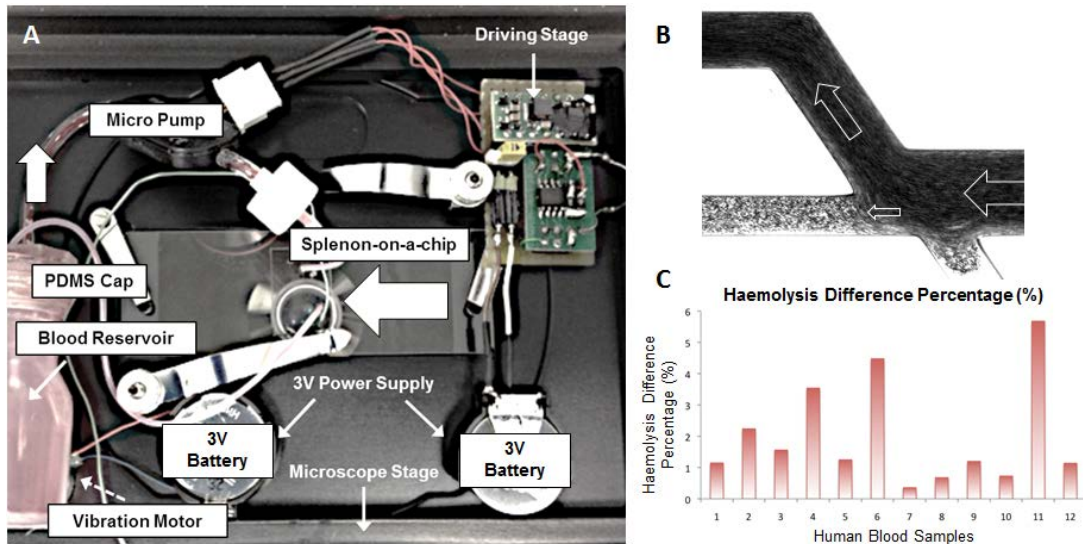 A
Driving Stage
Micro Pump
Splenon-on-a-chip
PDMS Cap
Blood Reservoir
3V Power Supply
3V
Battery
3V
Battery
Microscope Stage
Vibration Motor
B
C
Haemolysis Difference Percentage (%)
Haemolysis Difference
Percentage (%)
6
5
4
3
2
1
0
1 2 3 4 5 6 7 8 9 10 11 12
Human Blood Samples